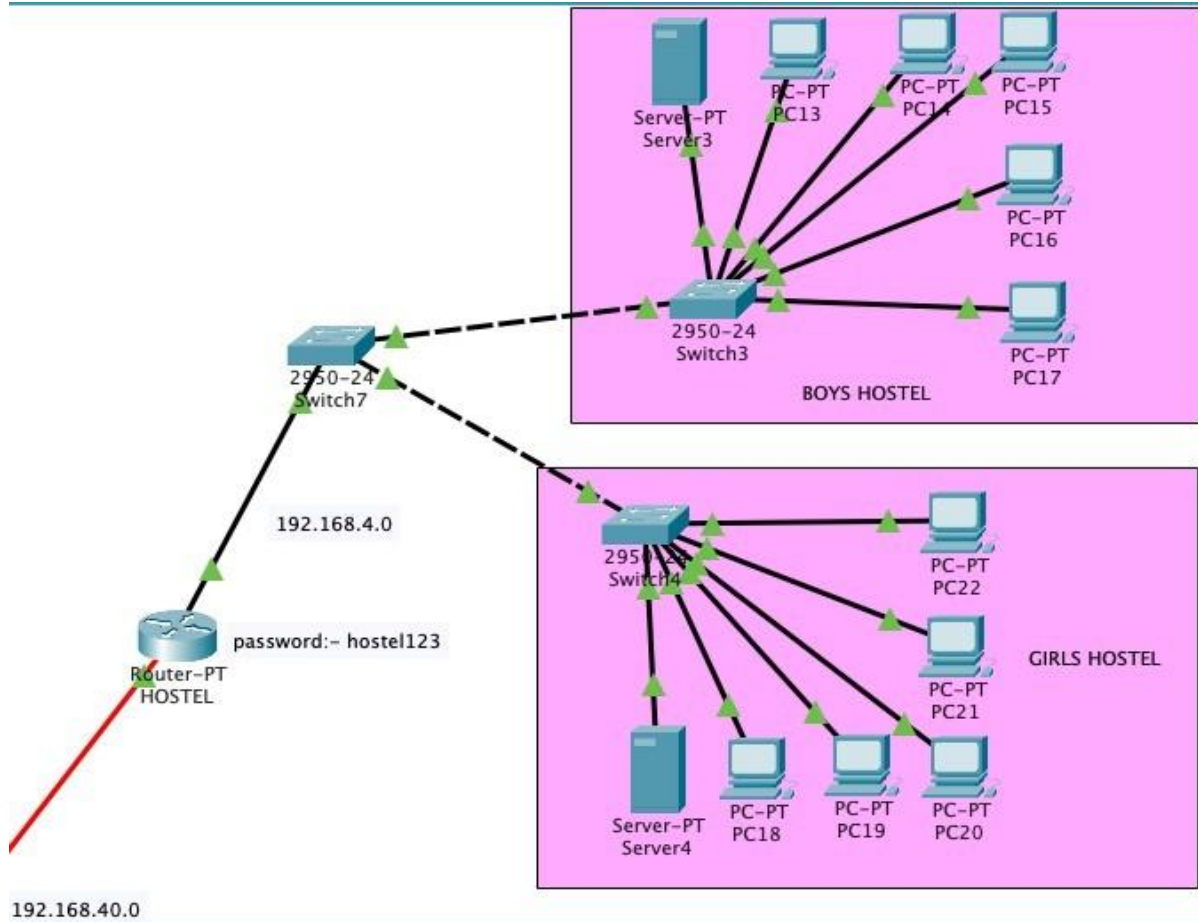 Server-PT
Server3
PC-PT
PC13
PC-PT
PC14
PC-PT
PC15
PC-PT
PC16
PC-PT
PC17
2950-24
Switch3
BOYS HOSTEL
2950-24
Switch7
192.168.4.0
password:- hostel123
Router-PT
HOSTEL
192.168.40.0
2950-24
Switch4
PC-PT
PC22
PC-PT
PC21
GIRLS HOSTEL
Server-PT
Server4
PC-PT
PC18
PC-PT
PC19
PC-PT
PC20